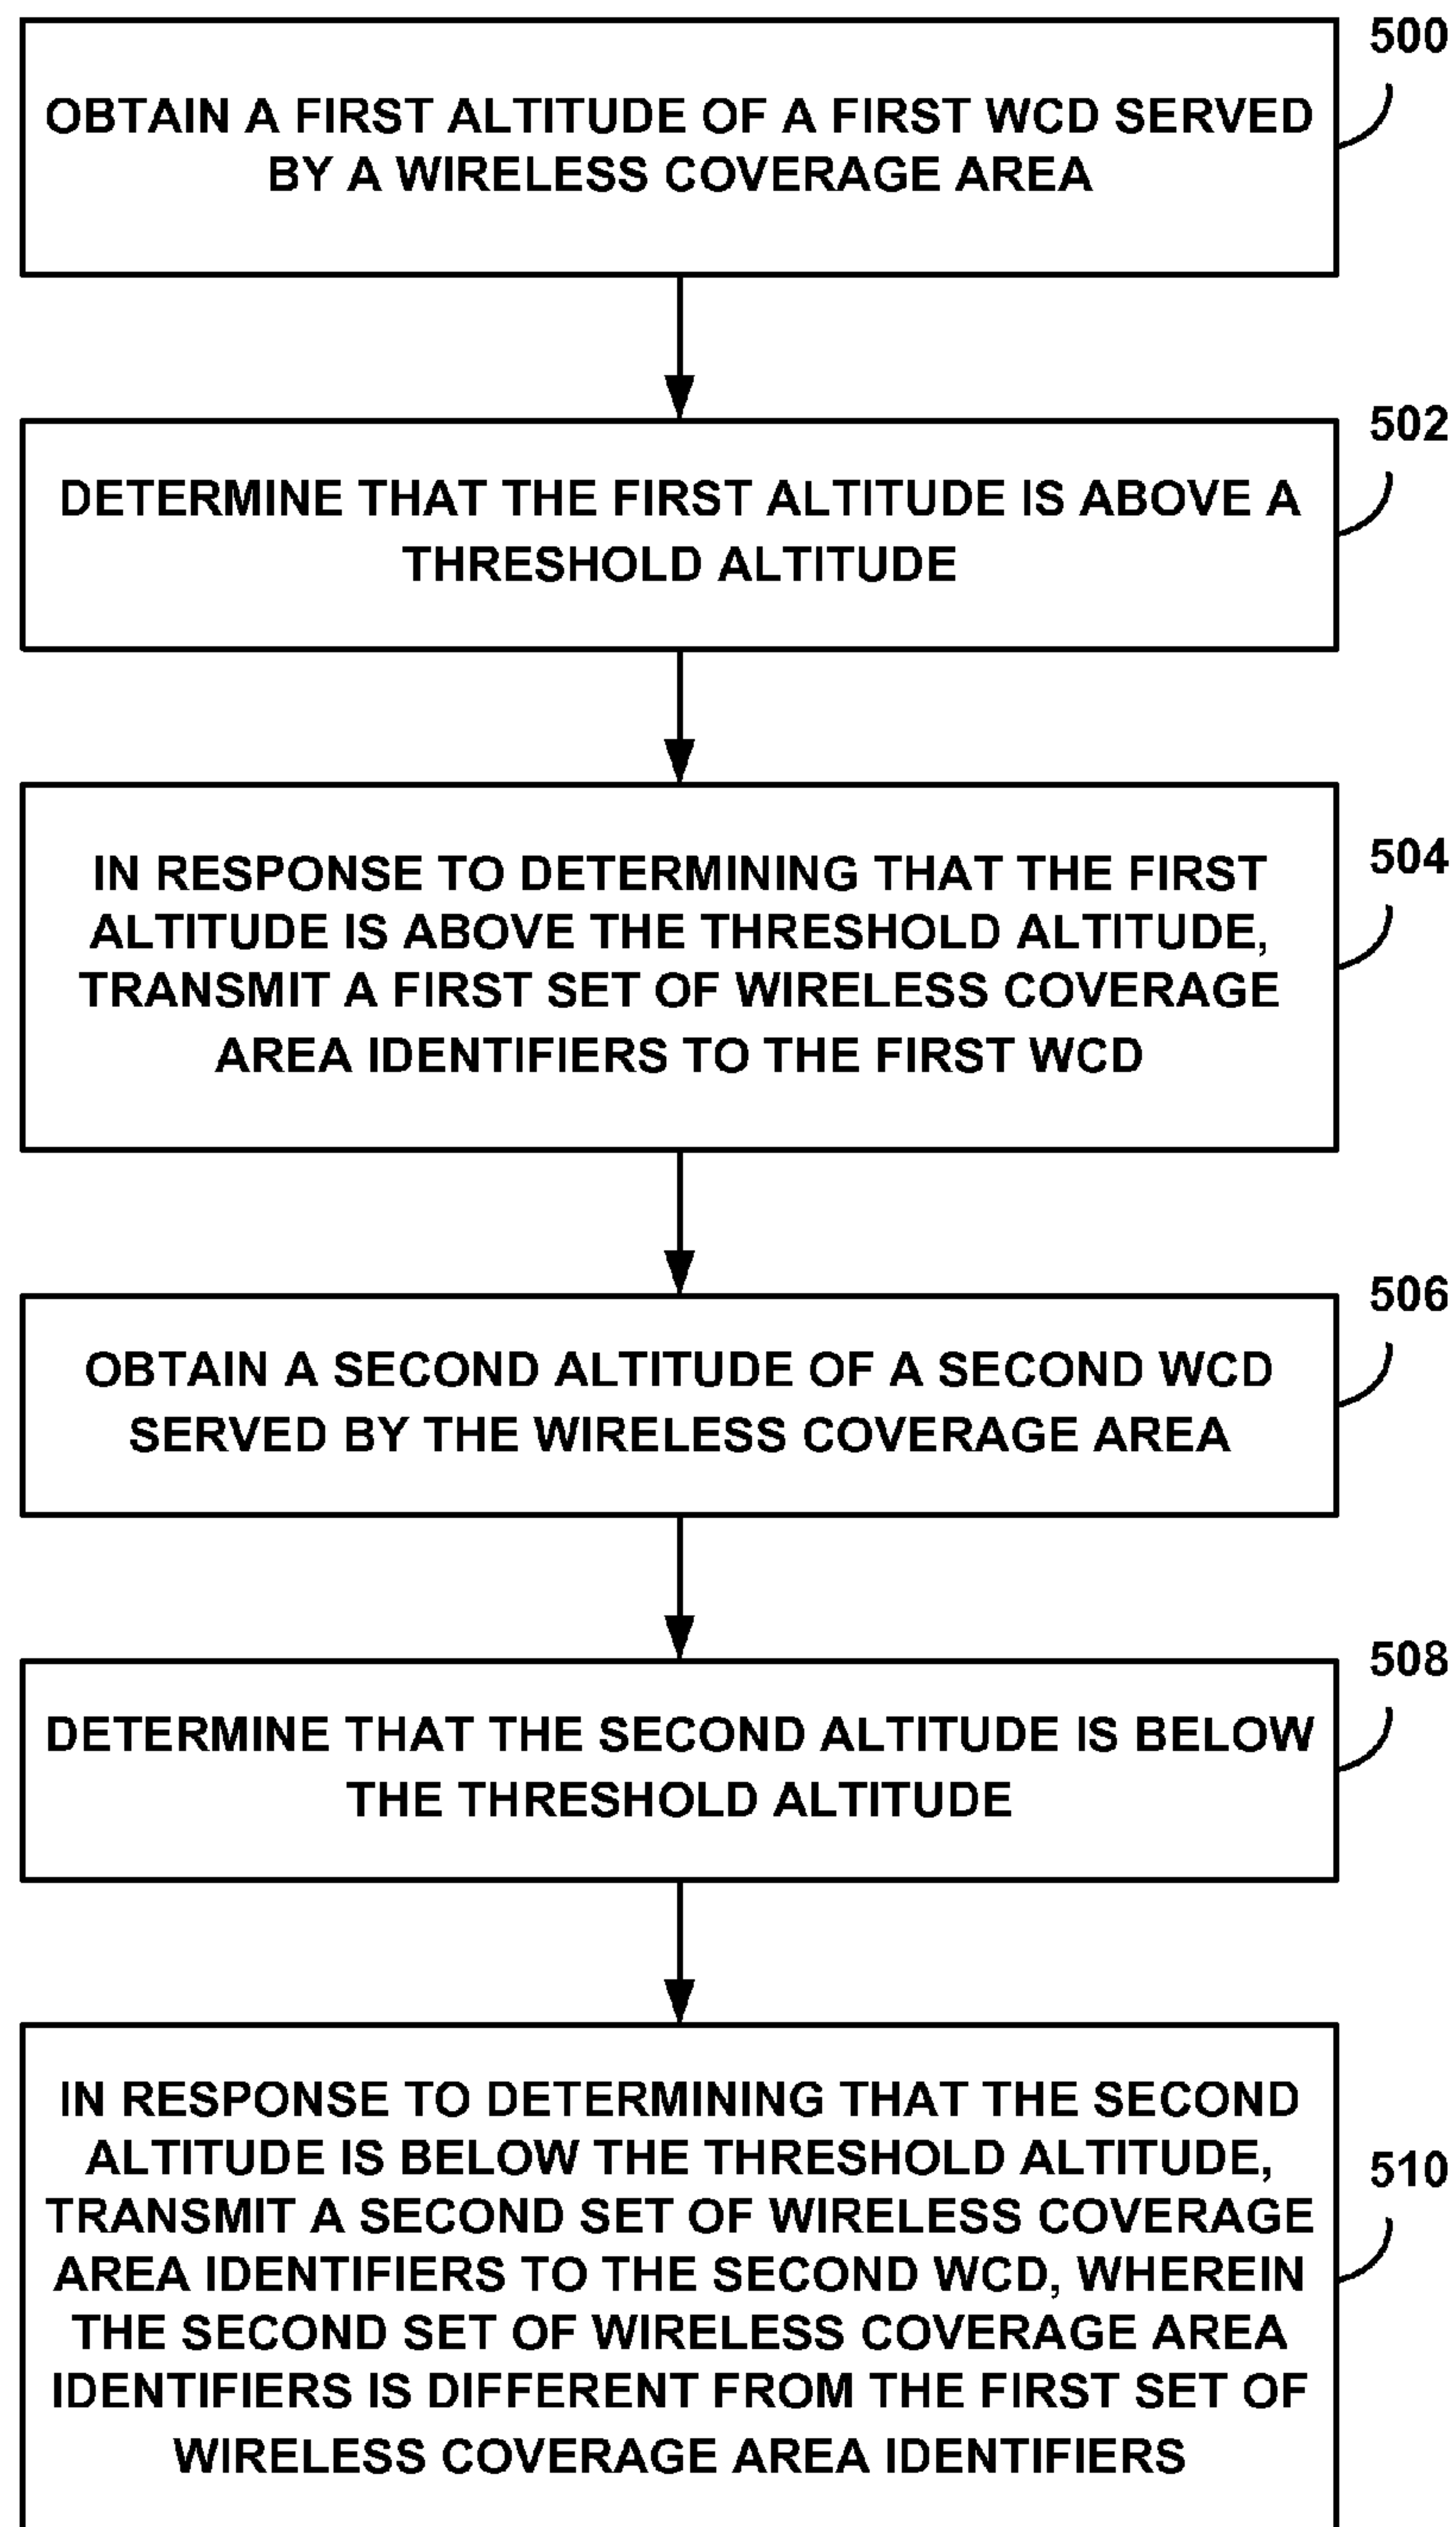 500
OBTAIN A FIRST ALTITUDE OF A FIRST WCD SERVED
BY A WIRELESS COVERAGE AREA
502
DETERMINE THAT THE FIRST ALTITUDE IS ABOVE A
THRESHOLD ALTITUDE
504
IN RESPONSE TO DETERMINING THAT THE FIRST
ALTITUDE IS ABOVE THE THRESHOLD ALTITUDE,
TRANSMIT A FIRST SET OF WIRELESS COVERAGE
AREA IDENTIFIERS TO THE FIRST WCD
506
OBTAIN A SECOND ALTITUDE OF A SECOND WCD
SERVED BY THE WIRELESS COVERAGE AREA
508
DETERMINE THAT THE SECOND ALTITUDE IS BELOW
THE THRESHOLD ALTITUDE
510
IN RESPONSE TO DETERMINING THAT THE SECOND
ALTITUDE IS BELOW THE THRESHOLD ALTITUDE,
TRANSMIT A SECOND SET OF WIRELESS COVERAGE
AREA IDENTIFIERS TO THE SECOND WCD, WHEREIN
THE SECOND SET OF WIRELESS COVERAGE AREA
IDENTIFIERS IS DIFFERENT FROM THE FIRST SET OF
WIRELESS COVERAGE AREA IDENTIFIERS